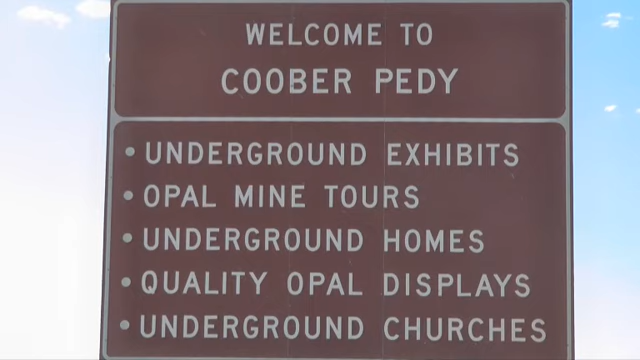 WELCOME TO
COOBER PEDY
• UNDERGROUND EXHIBITS
• OPAL MINE TOURS
• UNDERGROUND HOMES
• QUALITY OPAL DISPLAYS
• UNDERGROUND CHURCHES